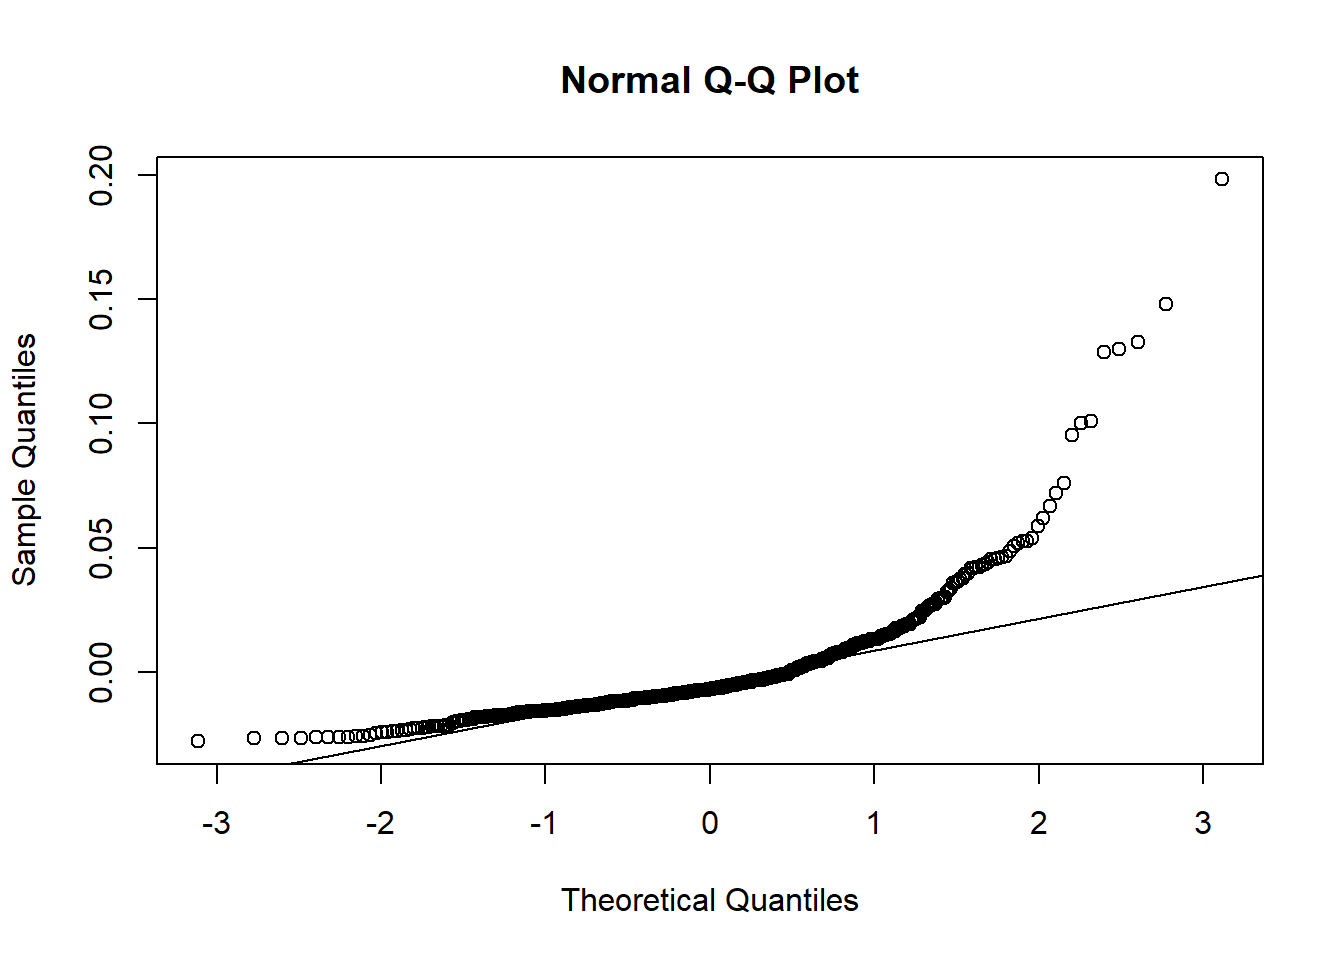 Normal Q-Q Plot
Sample Quantiles
0.20
0.15
0.10
0.05
0.00
-3 -2 -1 0 1 2 3
Theoretical Quantiles